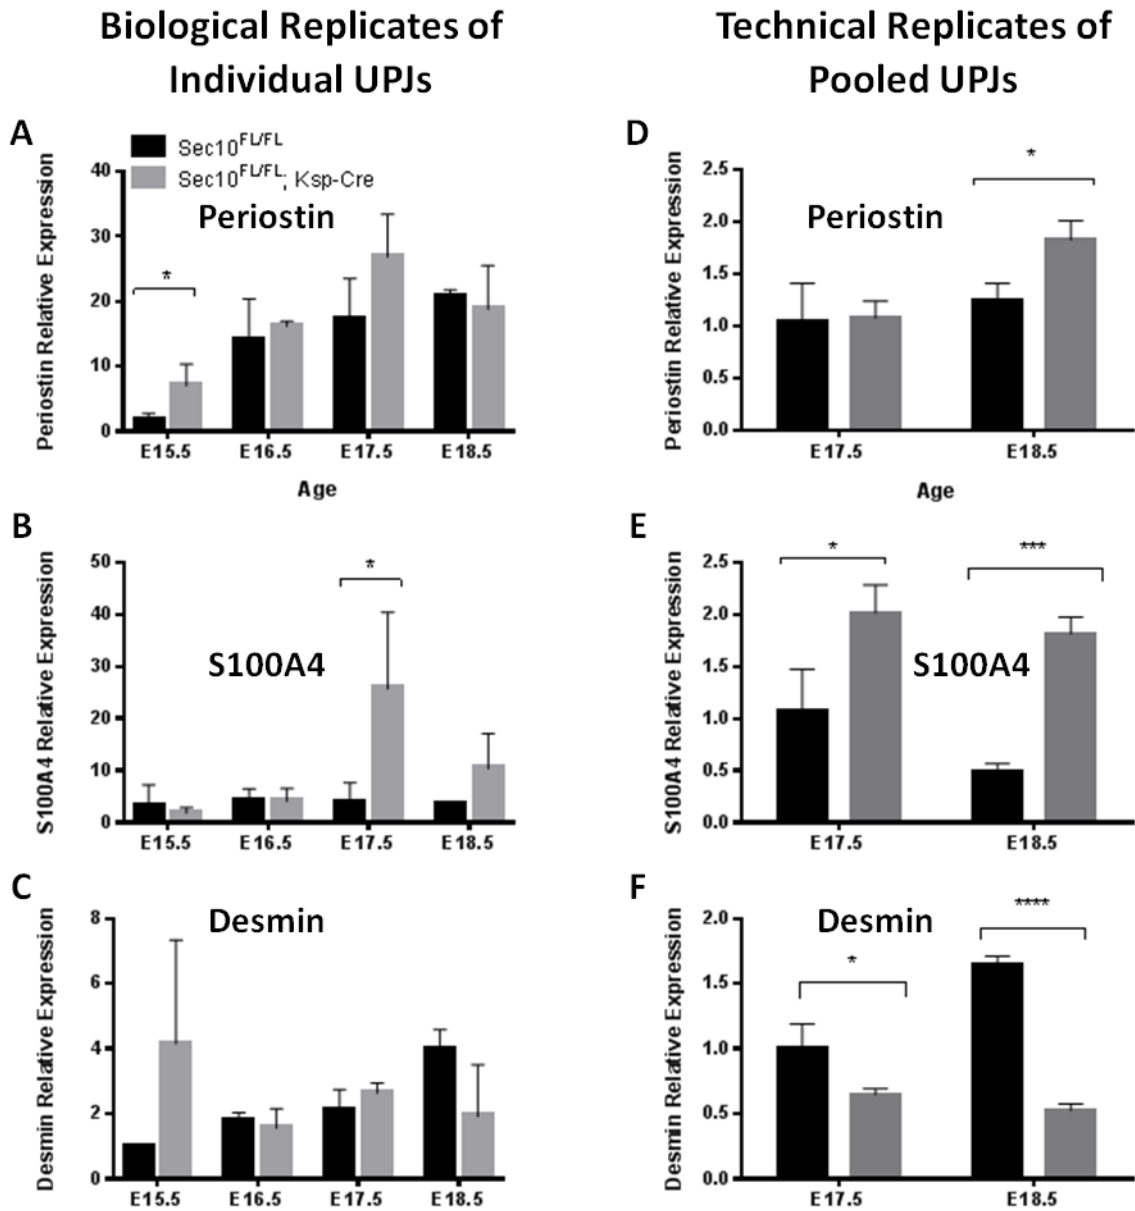 Biological Replicates of
Individual UPJs
Technical Replicates of
Pooled UPJs
A
Sec10FL/FL
Sec10FL/FL; Ksp-Cre
Periostin
Periostin Relative Expression
40
30
20
10
0
*
E15.5 E16.5 E17.5 E18.5
Age
D
Periostin
Periostin Relative Expression
2.5
2.0
1.5
1.0
0.5
0.0
*
E17.5 E18.5
Age
B
S100A4
S100A4 Relative Expression
50
40
30
20
10
0
*
E15.5 E16.5 E17.5 E18.5
E
S100A4
S100A4 Relative Expression
2.5
2.0
1.5
1.0
0.5
0.0
* ***
E17.5 E18.5
C
Desmin
Desmin Relative Expression
8
6
4
2
0
E15.5 E16.5 E17.5 E18.5
F
Desmin
Desmin Relative Expression
2.0
1.5
1.0
0.5
0.0
* ****
E17.5 E18.5